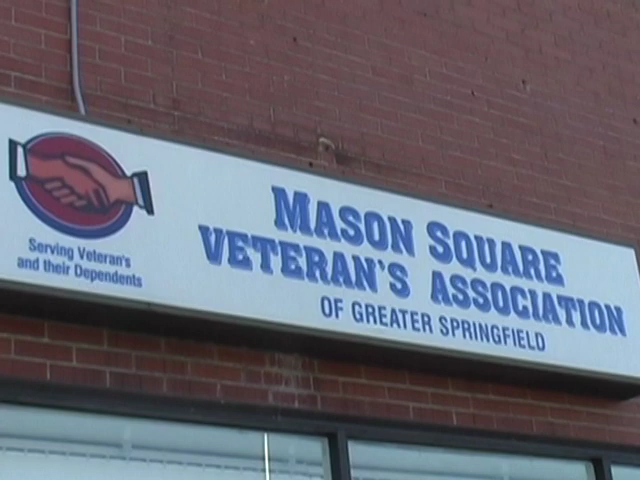 Serving Veteran's
and their Dependents
MASON SQUARE
VETERAN'S ASSOCIATION
OF GREATER SPRINGFIELD